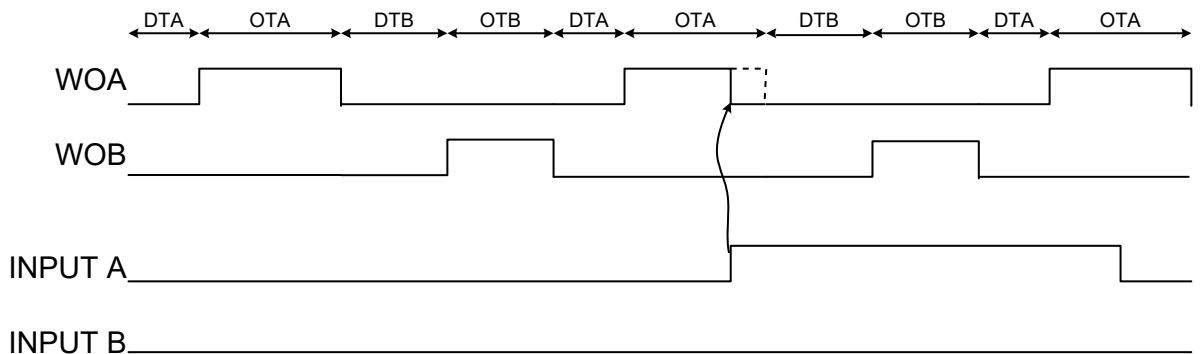 DTA OTA DTB OTB DTA OTA DTB OTB DTA OTA
WOA
WOB
INPUT A
INPUT B